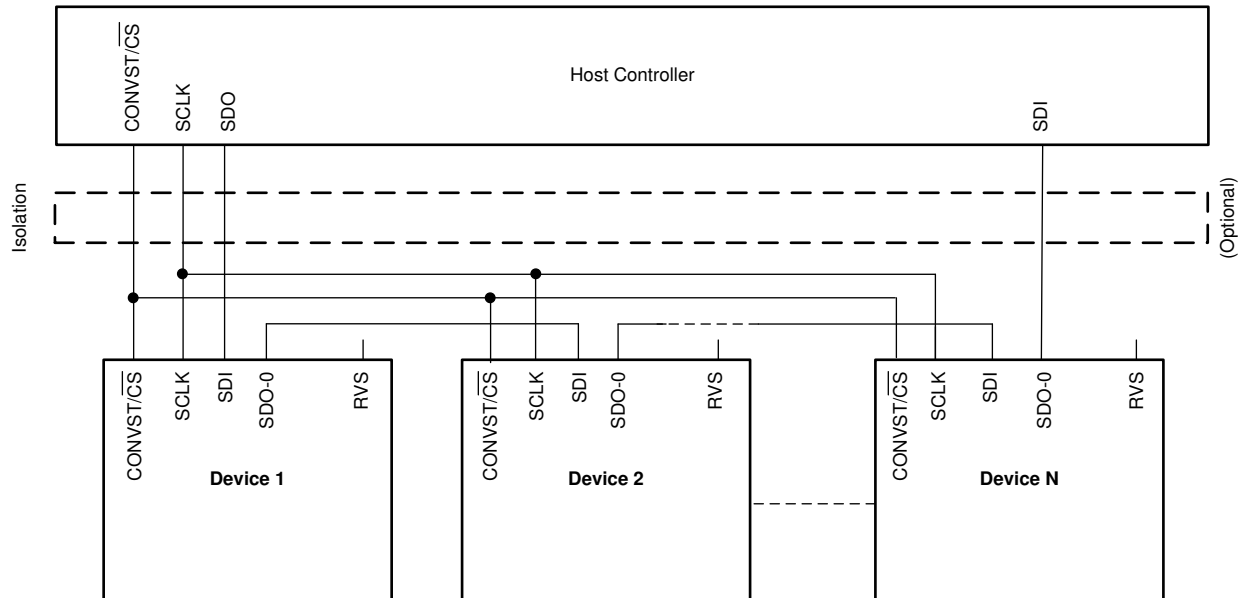 CONVST/CS
SCLK
SDO
Host Controller
SDI
Isolation
(Optional)
CONVST/CS
SCLK
SDI
SDO-0
RVS
Device 1
CONVST/CS
SCLK
SDI
SDO-0
RVS
Device 2
CONVST/CS
SCLK
SDI
SDO-0
RVS
Device N